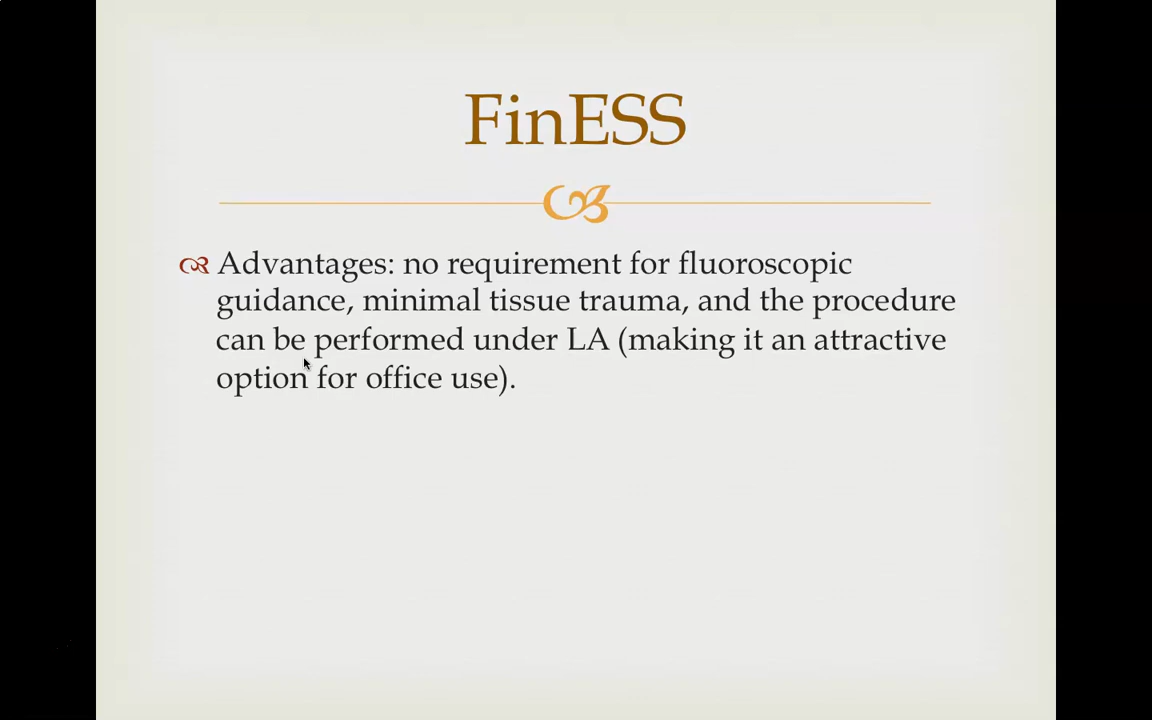 FinESS
Advantages: no requirement for fluoroscopic
guidance, minimal tissue trauma, and the procedure
can be performed under LA (making it an attractive
option for office use).